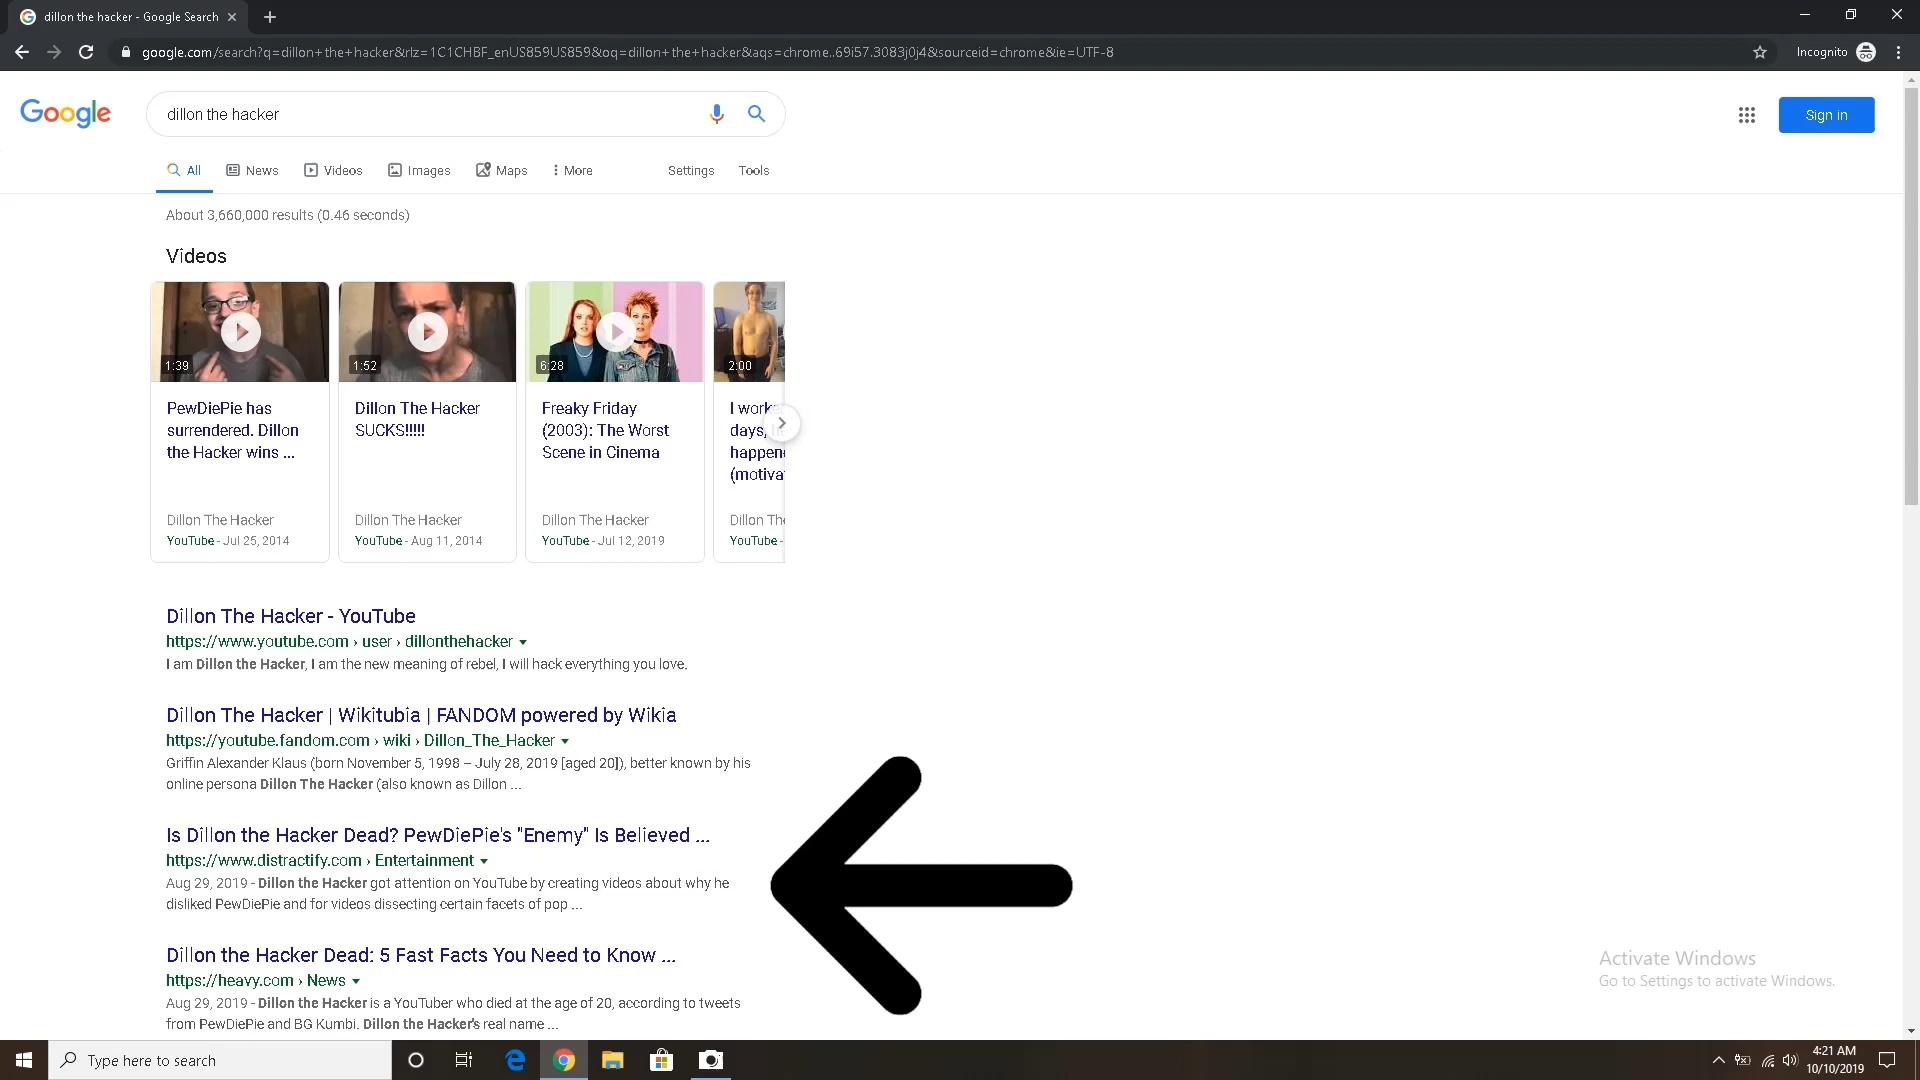 dillon the hacker - Google Search
google.com/search?q=dillon+the+hacker&rlz=1C1CHBF_enUS859US859&oq=dillon+the+hacker&aqs=chrome..69i57.3083j0j4&sourceid=chrome&ie=UTF-8
Incognito
Google
dillon the hacker
Sign in
All
News
Videos
Images
Maps
More
Settings
Tools
About 3,660,000 results (0.46 seconds)
Videos
1:39
PewDiePie has
surrendered. Dillon
the Hacker wins ...
Dillon The Hacker
YouTube - Jul 25, 2014
1:52
Dillon The Hacker
SUCKS!!!!!
Dillon The Hacker
YouTube - Aug 11, 2014
6:28
Freaky Friday
(2003): The Worst
Scene in Cinema
Dillon The Hacker
YouTube - Jul 12, 2019
2:00
I worke
days,
happen
(motiva
Dillon Th
YouTube -
Dillon The Hacker - YouTube
https://www.youtube.com › user › dillonthehacker
I am Dillon the Hacker, I am the new meaning of rebel, I will hack everything you love.
Dillon The Hacker | Wikitubia | FANDOM powered by Wikia
https://youtube.fandom.com › wiki › Dillon_The_Hacker
Griffin Alexander Klaus (born November 5, 1998 – July 28, 2019 [aged 20]), better known by his
online persona Dillon The Hacker (also known as Dillon ...
Is Dillon the Hacker Dead? PewDiePie's "Enemy" Is Believed ...
https://www.distractify.com › Entertainment
Aug 29, 2019 - Dillon the Hacker got attention on YouTube by creating videos about why he
disliked PewDiePie and for videos dissecting certain facets of pop ...
Dillon the Hacker Dead: 5 Fast Facts You Need to Know ...
https://heavy.com › News
Aug 29, 2019 - Dillon the Hacker is a YouTuber who died at the age of 20, according to tweets
from PewDiePie and BG Kumbi. Dillon the Hacker's real name ...
Activate Windows
Go to Settings to activate Windows.
Type here to search
4:21 AM
10/10/2019